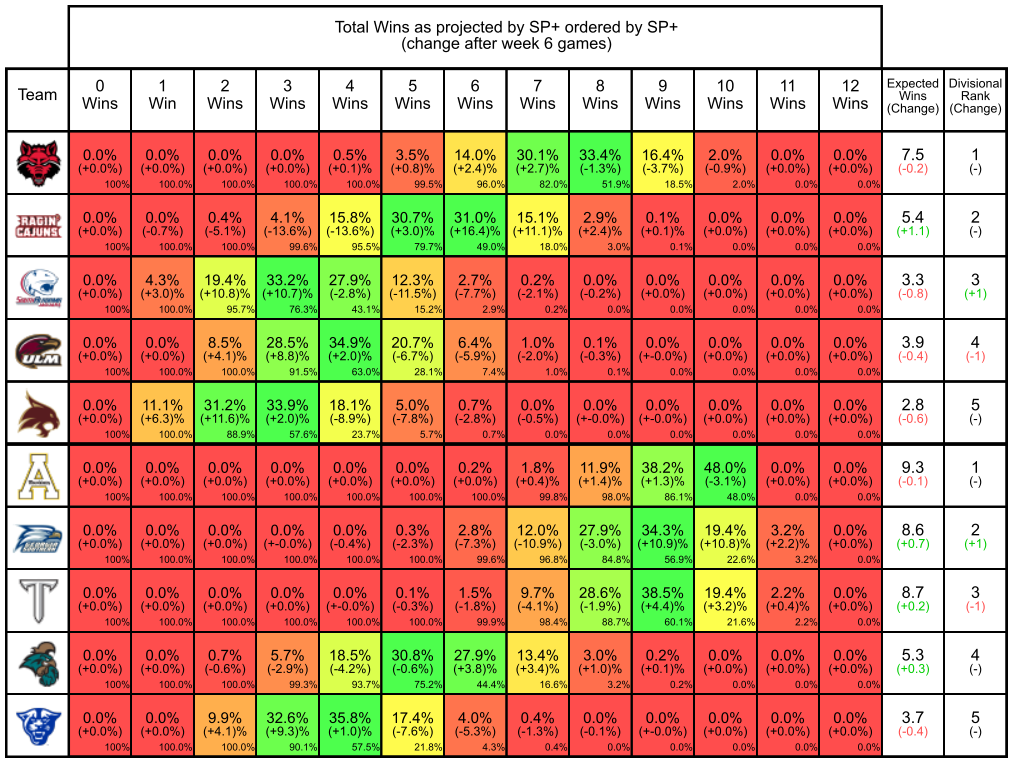 Total Wins as projected by SP+ ordered by SP+
(change after week 6 games)
Team 0 Wins 1 Win 2 Wins 3 Wins 4 Wins 5 Wins 6 Wins 7 Wins 8 Wins 9 Wins 10 Wins 11 Wins 12 Wins Expected Wins (Change) Divisional Rank (Change)
0.0% 0.0% 0.0% 0.0% 0.5% 3.5% 14.0% 30.1% 33.4% 16.4% 2.0% 0.0% 0.0% 7.5 1
(+0.0%) (+0.0%) (+0.0%) (+0.0%) (+0.1%) (+0.8%) (+2.4%) (+2.7%) (-1.3%) (-3.7%) (-0.9%) (+0.0%) (+0.0%) (-0.2) (-)
100% 100.0% 100.0% 100.0% 100.0% 99.5% 96.0% 82.0% 51.9% 18.5% 2.0% 0.0% 0.0%
RAGIN' CAJUNS
0.0% 0.0% 0.4% 4.1% 15.8% 30.7% 31.0% 15.1% 2.9% 0.1% 0.0% 0.0% 0.0% 5.4 2
(+0.0%) (-0.7%) (-5.1%) (-13.6%) (-13.6%) (+3.0)% (+16.4)% (+11.1)% (+2.4)% (+0.1)% (+0.0%) (+0.0%) (+0.0%) (+1.1) (-)
100% 100.0% 100.0% 99.6% 95.5% 79.7% 49.0% 18.0% 3.0% 0.1% 0.0% 0.0% 0.0%
0.0% 4.3% 19.4% 33.2% 27.9% 12.3% 2.7% 0.2% 0.0% 0.0% 0.0% 0.0% 0.0% 3.3 3
(+0.0%) (+3.0)% (+10.8)% (+10.7)% (-2.8%) (-11.5%) (-7.7%) (-2.1%) (-0.2%) (+0.0%) (+0.0%) (+0.0%) (+0.0%) (-0.8) (+1)
100% 100.0% 95.7% 76.3% 43.1% 15.2% 2.9% 0.2% 0.0% 0.0% 0.0% 0.0% 0.0%
ULM
0.0% 0.0% 8.5% 28.5% 34.9% 20.7% 6.4% 1.0% 0.1% 0.0% 0.0% 0.0% 0.0% 3.9 4
(+0.0%) (+0.0%) (+4.1)% (+8.8)% (+2.0)% (-6.7%) (-5.9%) (-2.0%) (-0.3%) (+-0.0%) (+0.0%) (+0.0%) (+0.0%) (-0.4) (-1)
100% 100.0% 100.0% 91.5% 63.0% 28.1% 7.4% 1.0% 0.1% 0.0% 0.0% 0.0% 0.0%
0.0% 11.1% 31.2% 33.9% 18.1% 5.0% 0.7% 0.0% 0.0% 0.0% 0.0% 0.0% 0.0% 2.8 5
(+0.0%) (+6.3)% (+11.6)% (+2.0)% (-8.9%) (-7.8%) (-2.8%) (-0.5%) (+-0.0%) (+0.0%) (+0.0%) (+0.0%) (+0.0%) (-0.6) (-)
100% 100.0% 88.9% 57.6% 23.7% 5.7% 0.7% 0.0% 0.0% 0.0% 0.0% 0.0% 0.0%
A
0.0% 0.0% 0.0% 0.0% 0.0% 0.0% 0.2% 1.8% 11.9% 38.2% 48.0% 0.0% 0.0% 9.3 1
(+0.0%) (+0.0%) (+0.0%) (+0.0%) (+0.0%) (+0.0%) (+0.0%) (+0.4%) (+1.4%) (+1.3%) (-3.1%) (+0.0%) (+0.0%) (-0.1) (-)
100% 100.0% 100.0% 100.0% 100.0% 100.0% 100.0% 99.8% 98.0% 86.1% 48.0% 0.0% 0.0%
0.0% 0.0% 0.0% 0.0% 0.0% 0.3% 2.8% 12.0% 27.9% 34.3% 19.4% 3.2% 0.0% 8.6 2
(+0.0%) (+0.0%) (+0.0%) (+-0.0%) (-0.4%) (-2.3%) (-7.3%) (-10.9%) (-3.0%) (+10.9)% (+10.8)% (+2.2)% (+0.0%) (+0.7) (+1)
100% 100.0% 100.0% 100.0% 100.0% 100.0% 99.6% 96.8% 84.8% 56.9% 22.6% 3.2% 0.0%
T
0.0% 0.0% 0.0% 0.0% 0.0% 0.1% 1.5% 9.7% 28.6% 38.5% 19.4% 2.2% 0.0% 8.7 3
(+0.0%) (+0.0%) (+0.0%) (+0.0%) (+-0.0%) (-0.3%) (-1.8%) (-4.1%) (-1.9%) (+4.4)% (+3.2)% (+0.4)% (+0.0%) (+0.2) (-1)
100% 100.0% 100.0% 100.0% 100.0% 100.0% 99.9% 98.4% 88.7% 60.1% 21.6% 2.2% 0.0%
0.0% 0.0% 0.7% 5.7% 18.5% 30.8% 27.9% 13.4% 3.0% 0.2% 0.0% 0.0% 0.0% 5.3 4
(+0.0%) (+0.0%) (-0.6%) (-2.9%) (-4.2%) (-0.6%) (+3.8)% (+3.4)% (+1.0)% (+0.1)% (+0.0%) (+0.0%) (+0.0%) (+0.3) (-)
100% 100.0% 100.0% 99.3% 93.7% 75.2% 44.4% 16.6% 3.2% 0.2% 0.0% 0.0% 0.0%
0.0% 0.0% 9.9% 32.6% 35.8% 17.4% 4.0% 0.4% 0.0% 0.0% 0.0% 0.0% 0.0% 3.7 5
(+0.0%) (+0.0%) (+4.1)% (+9.3)% (+1.0)% (-7.6%) (-5.3%) (-1.3%) (-0.1%) (+-0.0%) (+0.0%) (+0.0%) (+0.0%) (-0.4) (-)
100% 100.0% 100.0% 90.1% 57.5% 21.8% 4.3% 0.4% 0.0% 0.0% 0.0% 0.0% 0.0%